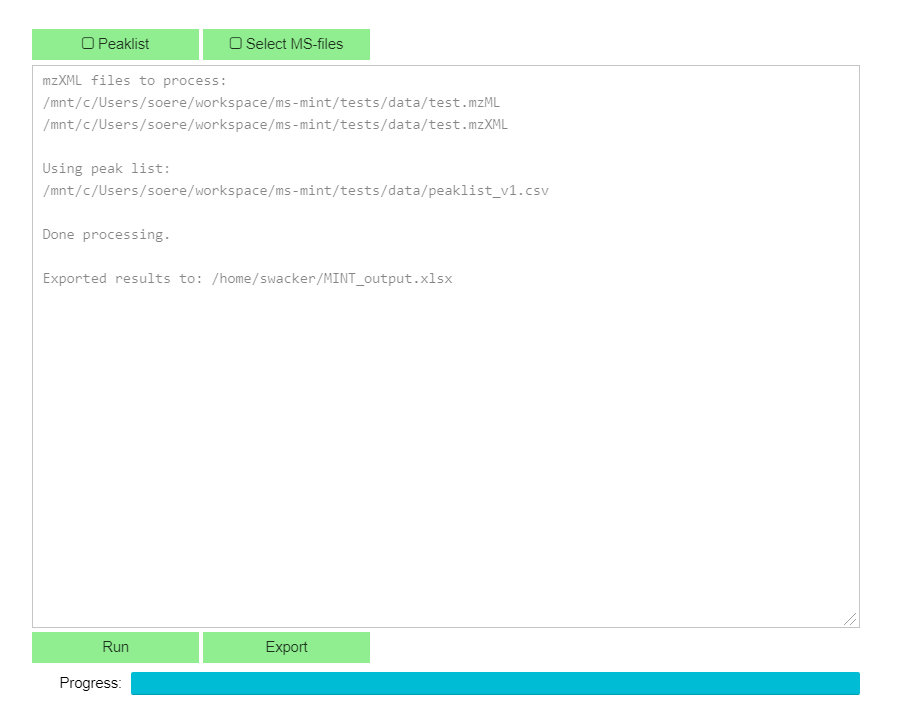 Peaklist
Select MS-files
mzXML files to process:
/mnt/c/Users/soere/workspace/ms-mint/tests/data/test.mzML
/mnt/c/Users/soere/workspace/ms-mint/tests/data/test.mzXML
Using peak list:
/mnt/c/Users/soere/workspace/ms-mint/tests/data/peaklist_v1.csv
Done processing.
Exported results to: /home/swacker/MINT_output.xlsx
Run
Export
Progress: